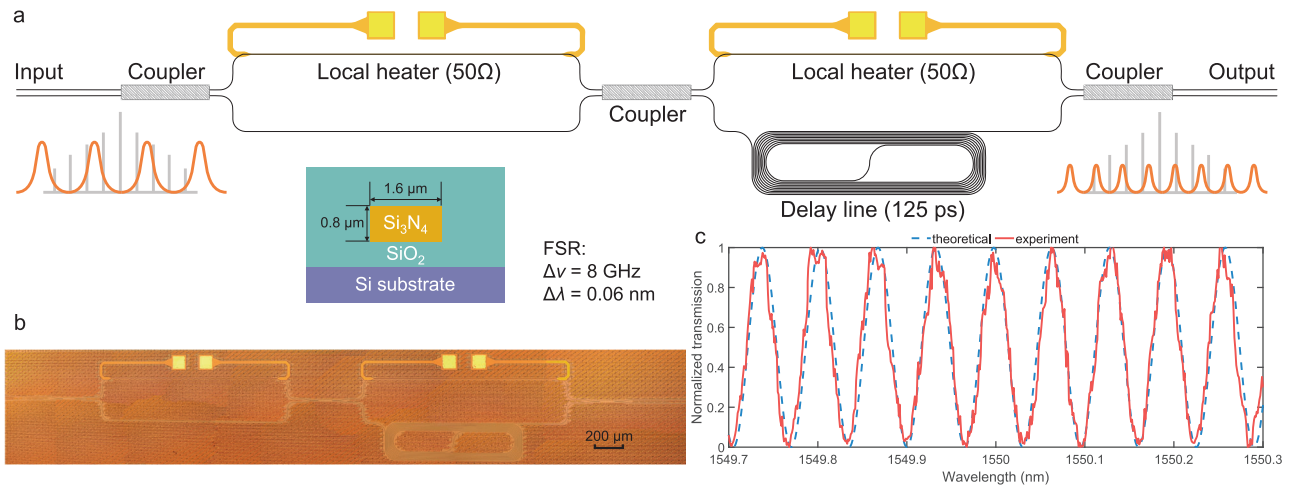 a
Input
Coupler
Local heater (50Ω)
Coupler
Local heater (50Ω)
Coupler
Output
Delay line (125 ps)
1.6 µm
0.8 µm
Si₃N₄
SiO₂
Si substrate
FSR:
Δν = 8 GHz
Δλ = 0.06 nm
b
200 µm
c
theoretical
experiment
Normalized transmission
1
0.8
0.6
0.4
0.2
0
1549.7
1549.8
1549.9
1550
1550.1
1550.2
1550.3
Wavelength (nm)